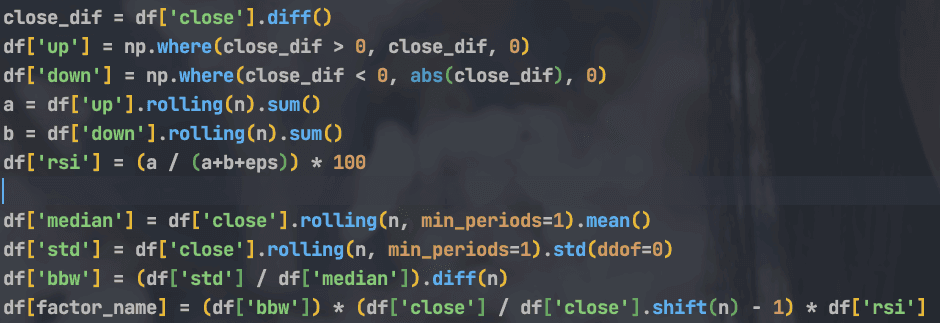 close_dif = df['close'].diff()
df['up'] = np.where(close_dif > 0, close_dif, 0)
df['down'] = np.where(close_dif < 0, abs(close_dif), 0)
a = df['up'].rolling(n).sum()
b = df['down'].rolling(n).sum()
df['rsi'] = (a / (a+b+eps)) * 100
df['median'] = df['close'].rolling(n, min_periods=1).mean()
df['std'] = df['close'].rolling(n, min_periods=1).std(ddof=0)
df['bbw'] = (df['std'] / df['median']).diff(n)
df[factor_name] = (df['bbw']) * (df['close'] / df['close'].shift(n) - 1) * df['rsi']